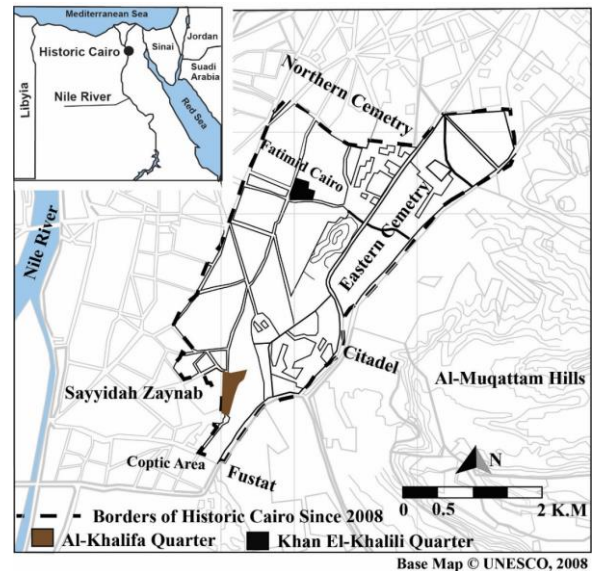 Mediterranean Sea
Jordan
Historic Cairo
Sinai
Suadi
Arabia
Libyia
Nile River
Red Sea
Northern Cemetry
Fatimid Cairo
Eastern Cemetry
Nile River
Citadel
Sayyidah Zaynab
Al-Muqattam Hills
Coptic Area
Fustat
N
0 0.5 2 K.M
Borders of Historic Cairo Since 2008
Al-Khalifa Quarter
Khan El-Khalili Quarter
Base Map © UNESCO, 2008